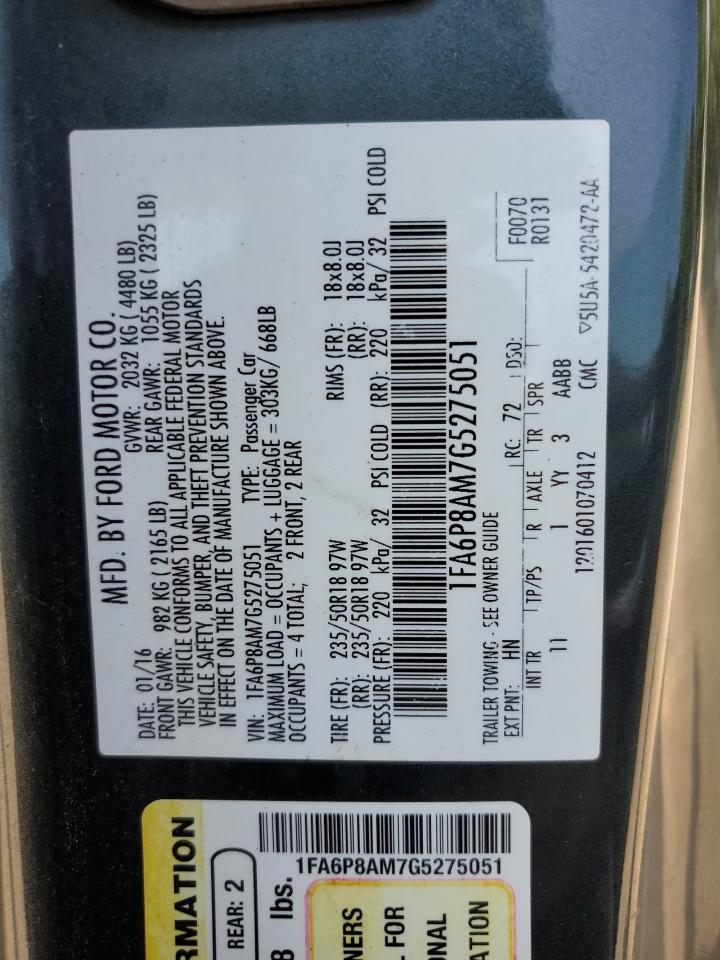 MFD. BY FORD MOTOR CO.
DATE: 01/16 GVWR: 2032 KG ( 4480 LB)
FRONT GAWR: 982 KG ( 2165 LB) REAR GAWR: 1055 KG ( 2325 LB)
THIS VEHICLE CONFORMS TO ALL APPLICABLE FEDERAL MOTOR
VEHICLE SAFETY, BUMPER, AND THEFT PREVENTION STANDARDS
IN EFFECT ON THE DATE OF MANUFACTURE SHOWN ABOVE.
VIN: 1FA6P8AM7G5275051 TYPE: Passenger Car
MAXIMUM LOAD = OCCUPANTS + LUGGAGE = 303KG/ 668LB
OCCUPANTS = 4 TOTAL; 2 FRONT, 2 REAR
TIRE (FR): 235/50R18 97W RIMS (FR): 18x8.0J
(RR): 235/50R18 97W (RR): 18x8.0J
PRESSURE (FR): 220 kPa/ 32 PSI COLD (RR): 220 kPa/ 32 PSI COLD
1FA6P8AM7G5275051
TRAILER TOWING - SEE OWNER GUIDE F0070
EXT PNT: HN RC: 72 DSO: R0131
INT TR TP/PS R AXLE TR SPR
11 1 YY 3 AABB
1201601070412 CMC ▽5U5A-5420472-AA
RMATION
REAR: 2
8 lbs.
1FA6P8AM7G5275051
NERS
L FOR
ONAL
ATION